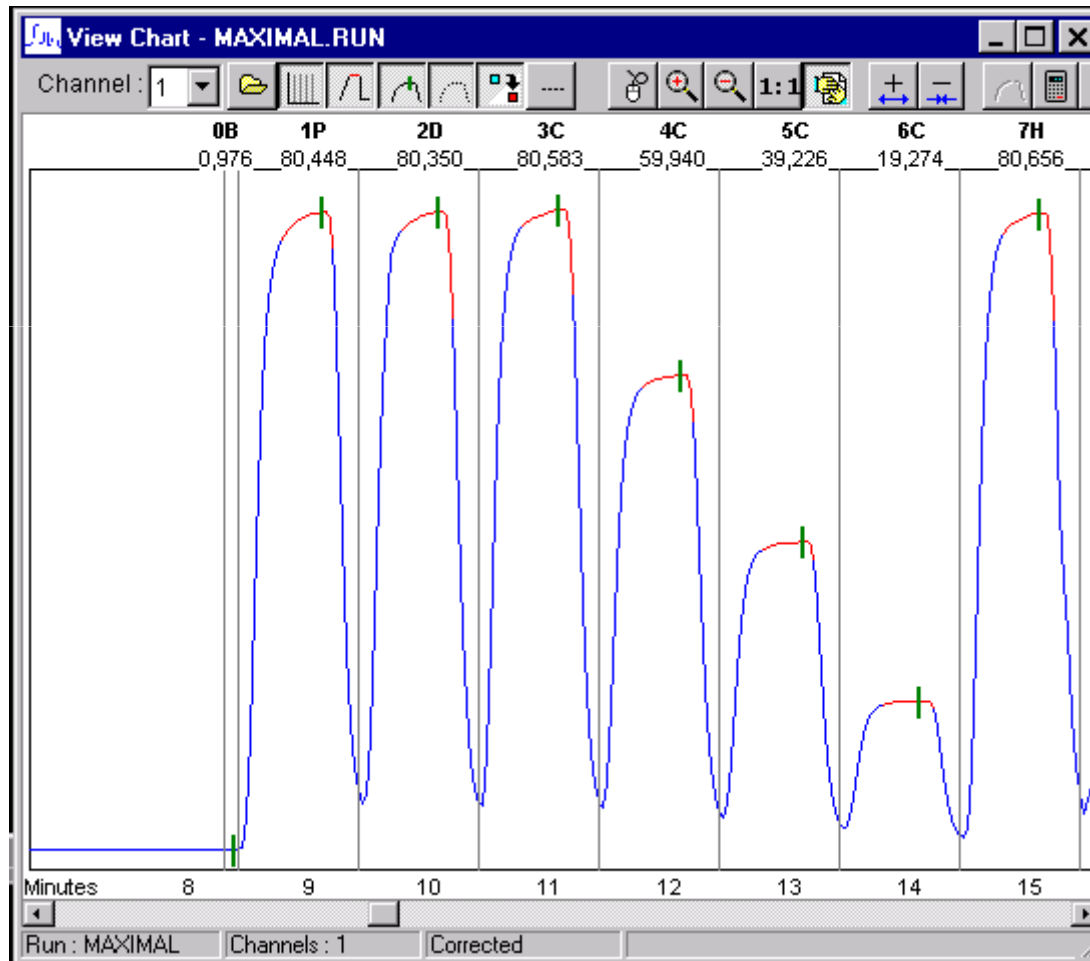 View Chart - MAXIMAL.RUN
Channel : 1 1:1
0B 1P 2D 3C 4C 5C 6C 7H
0,976 80,448 80,350 80,583 59,940 39,226 19,274 80,656
Minutes 8 9 10 11 12 13 14 15
Run : MAXIMAL Channels : 1 Corrected